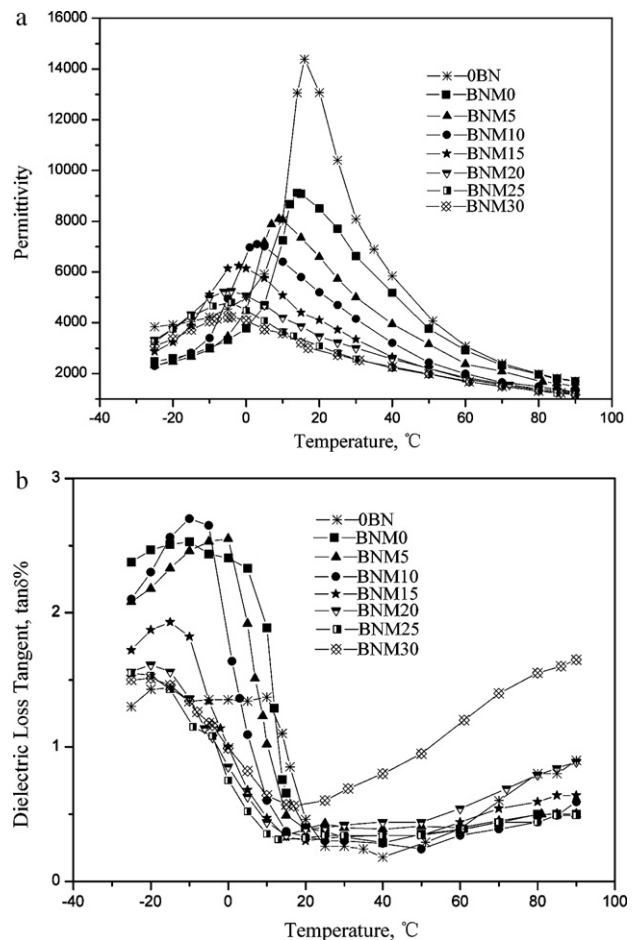 a
16000
14000
12000
10000
8000
6000
4000
2000
Permittivity
0BN
BNM0
BNM5
BNM10
BNM15
BNM20
BNM25
BNM30
-40 -20 0 20 40 60 80 100
Temperature, ℃
b
3
2
1
0
Dielectric Loss Tangent, tanδ%
0BN
BNM0
BNM5
BNM10
BNM15
BNM20
BNM25
BNM30
-40 -20 0 20 40 60 80 100
Temperature, ℃